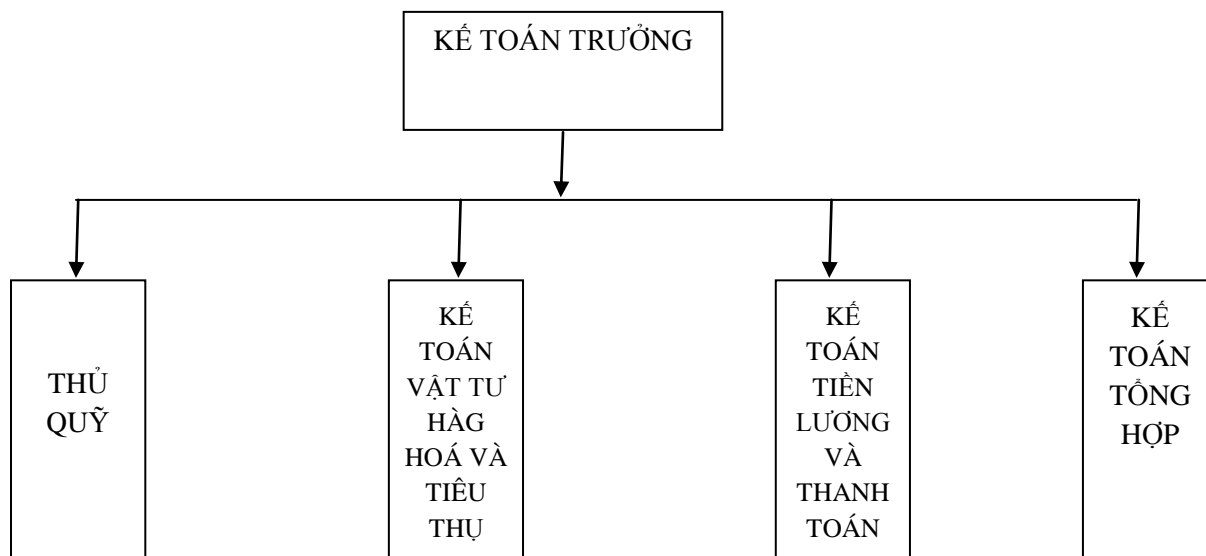 KẾ TOÁN TRƯỞNG
THỦ
QUỸ
KẾ
TOÁN
VẬT TƯ
HÀG
HOÁ VÀ
TIÊU
THỤ
KẾ
TOÁN
TIỀN
LƯƠNG
VÀ
THANH
TOÁN
KẾ
TOÁN
TỔNG
HỢP